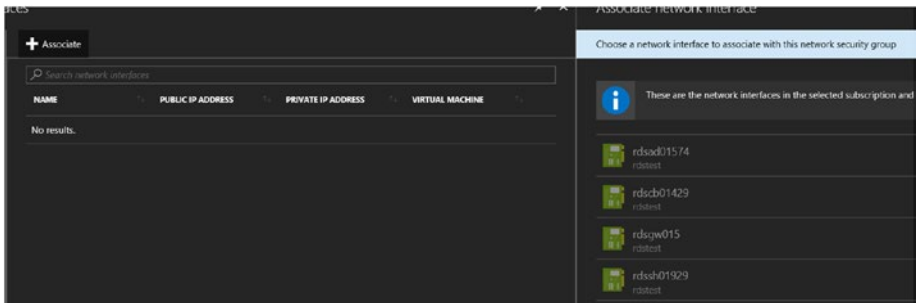 Associate network interface
Associate
Choose a network interface to associate with this network security group
Search network interfaces
NAME PUBLIC IP ADDRESS PRIVATE IP ADDRESS VIRTUAL MACHINE
These are the network interfaces in the selected subscription and
No results.
rdsad01574
rdstest
rdscb01429
rdstest
rdsgw015
rdstest
rdssh01929
rdstest